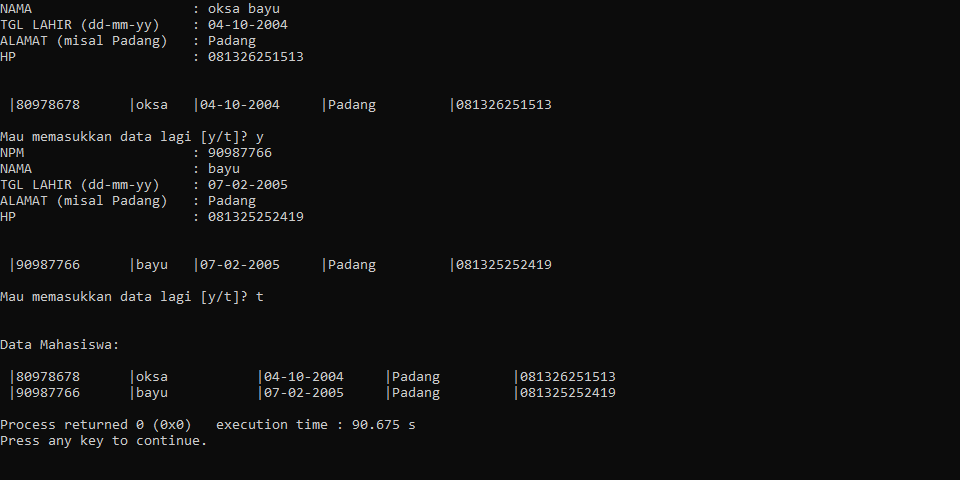 NAMA : oksa bayu
TGL LAHIR (dd-mm-yy) : 04-10-2004
ALAMAT (misal Padang) : Padang
HP : 081326251513
|80978678 |oksa |04-10-2004 |Padang |081326251513
Mau memasukkan data lagi [y/t]? y
NPM : 90987766
NAMA : bayu
TGL LAHIR (dd-mm-yy) : 07-02-2005
ALAMAT (misal Padang) : Padang
HP : 081325252419
|90987766 |bayu |07-02-2005 |Padang |081325252419
Mau memasukkan data lagi [y/t]? t
Data Mahasiswa:
|80978678 |oksa |04-10-2004 |Padang |081326251513
|90987766 |bayu |07-02-2005 |Padang |081325252419
Process returned 0 (0x0) execution time : 90.675 s
Press any key to continue.